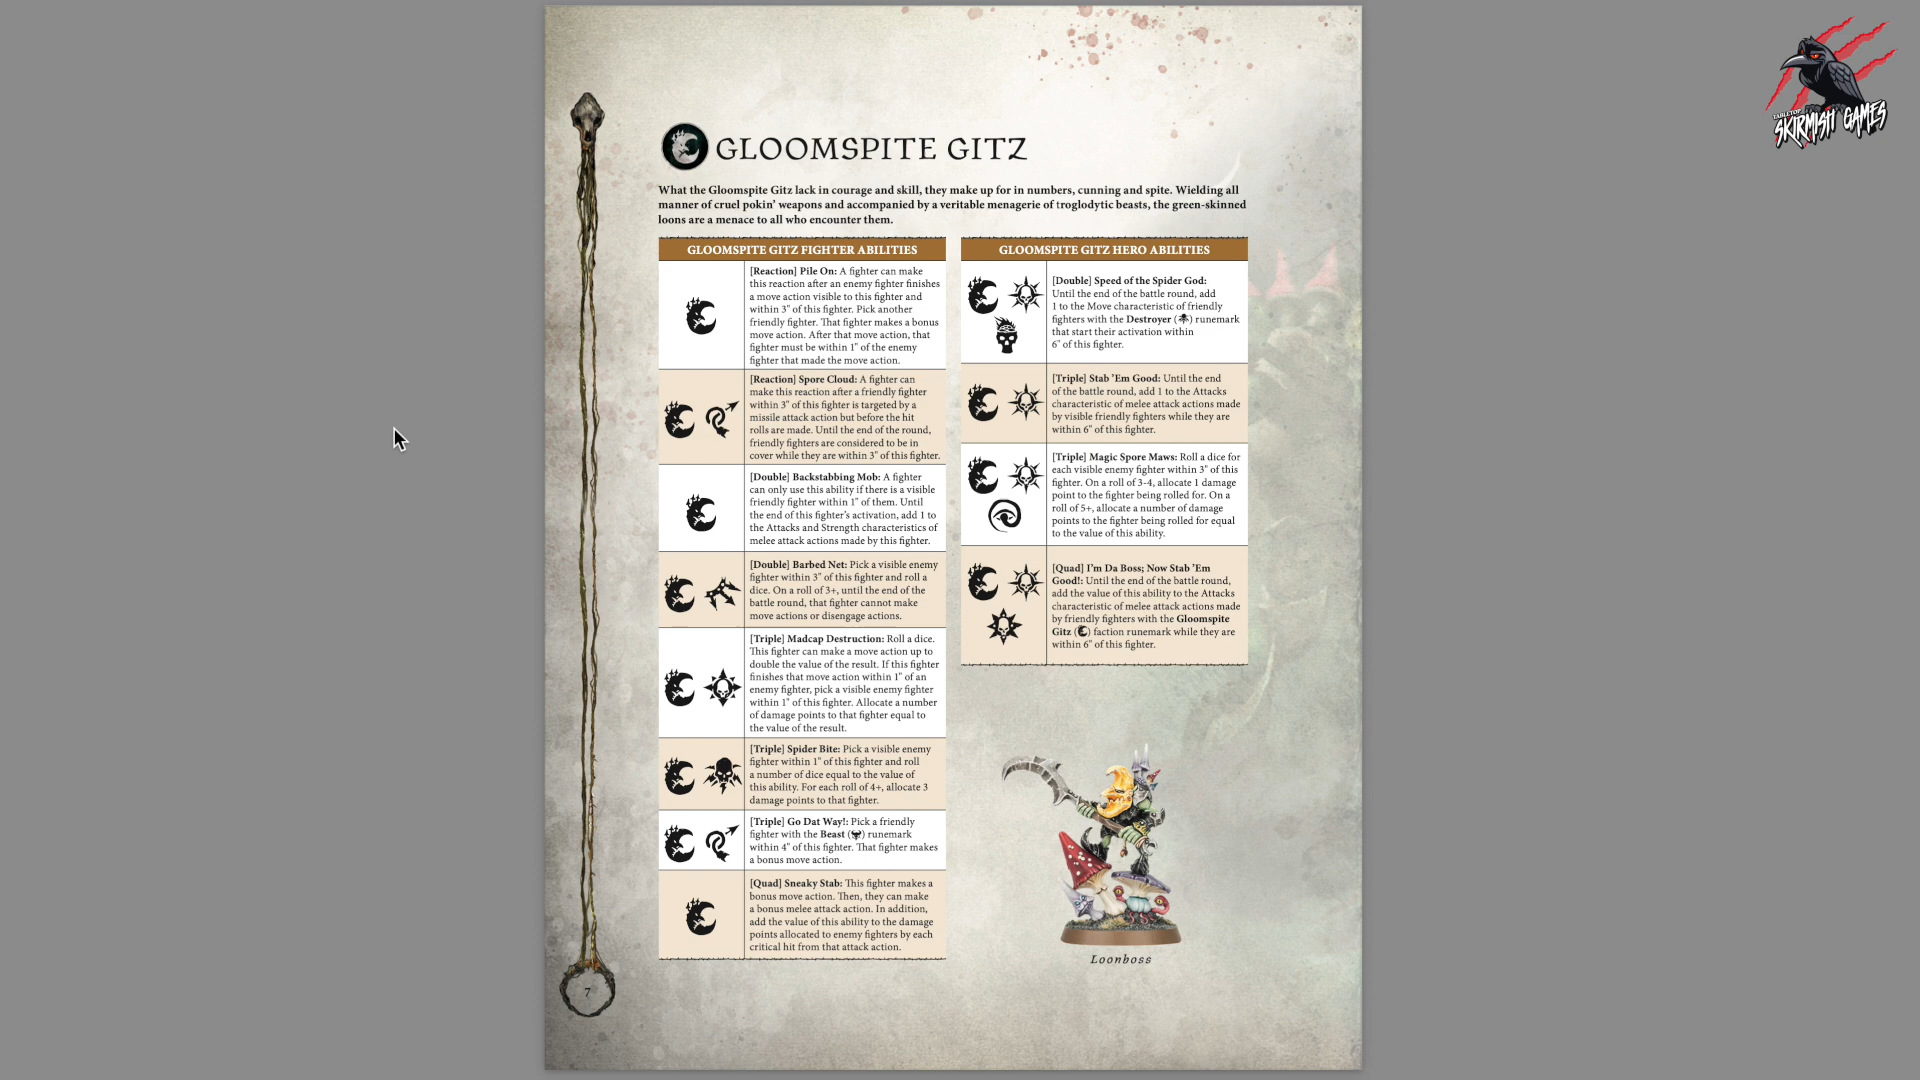 TABLETOP
SKIRMISH GAMES
GLOOMSPITE GITZ
What the Gloomspite Gitz lack in courage and skill, they make up for in numbers, cunning and spite. Wielding all
manner of cruel pokin' weapons and accompanied by a veritable menagerie of troglodytic beasts, the green-skinned
loons are a menace to all who encounter them.
GLOOMSPITE GITZ FIGHTER ABILITIES
[Reaction] Pile On: A fighter can make
this reaction after an enemy fighter finishes
a move action visible to this fighter and
within 3" of this fighter. Pick another
friendly fighter. That fighter makes a bonus
move action. After that move action, that
fighter must be within 1" of the enemy
fighter that made the move action.
[Reaction] Spore Cloud: A fighter can
make this reaction after a friendly fighter
within 3" of this fighter is targeted by a
missile attack action but before the hit
rolls are made. Until the end of the round,
friendly fighters are considered to be in
cover while they are within 3" of this fighter.
[Double] Backstabbing Mob: A fighter
can only use this ability if there is a visible
friendly fighter within 1" of them. Until
the end of this fighter's activation, add 1 to
the Attacks and Strength characteristics of
melee attack actions made by this fighter.
[Double] Barbed Net: Pick a visible enemy
fighter within 3" of this fighter and roll a
dice. On a roll of 3+, until the end of the
battle round, that fighter cannot make
move actions or disengage actions.
[Triple] Madcap Destruction: Roll a dice.
This fighter can make a move action up to
double the value of the result. If this fighter
finishes that move action within 1" of an
enemy fighter, pick a visible enemy fighter
within 1" of this fighter. Allocate a number
of damage points to that fighter equal to
the value of the result.
[Triple] Spider Bite: Pick a visible enemy
fighter within 1" of this fighter and roll
a number of dice equal to the value of
this ability. For each roll of 4+, allocate 3
damage points to that fighter.
[Triple] Go Dat Way!: Pick a friendly
fighter with the Beast () runemark
within 4" of this fighter. That fighter makes
a bonus move action.
[Quad] Sneaky Stab: This fighter makes a
bonus move action. Then, they can make
a bonus melee attack action. In addition,
add the value of this ability to the damage
points allocated to enemy fighters by each
critical hit from that attack action.
GLOOMSPITE GITZ HERO ABILITIES
[Double] Speed of the Spider God:
Until the end of the battle round, add
1 to the Move characteristic of friendly
fighters with the Destroyer () runemark
that start their activation within
6" of this fighter.
[Triple] Stab 'Em Good: Until the end
of the battle round, add 1 to the Attacks
characteristic of melee attack actions made
by visible friendly fighters while they are
within 6" of this fighter.
[Triple] Magic Spore Maws: Roll a dice for
each visible enemy fighter within 3" of this
fighter. On a roll of 3-4, allocate 1 damage
point to the fighter being rolled for. On a
roll of 5+, allocate a number of damage
points to the fighter being rolled for equal
to the value of this ability.
[Quad] I'm Da Boss; Now Stab 'Em
Good!: Until the end of the battle round,
add the value of this ability to the Attacks
characteristic of melee attack actions made
by friendly fighters with the Gloomspite
Gitz () faction runemark while they are
within 6" of this fighter.
Loonboss
7